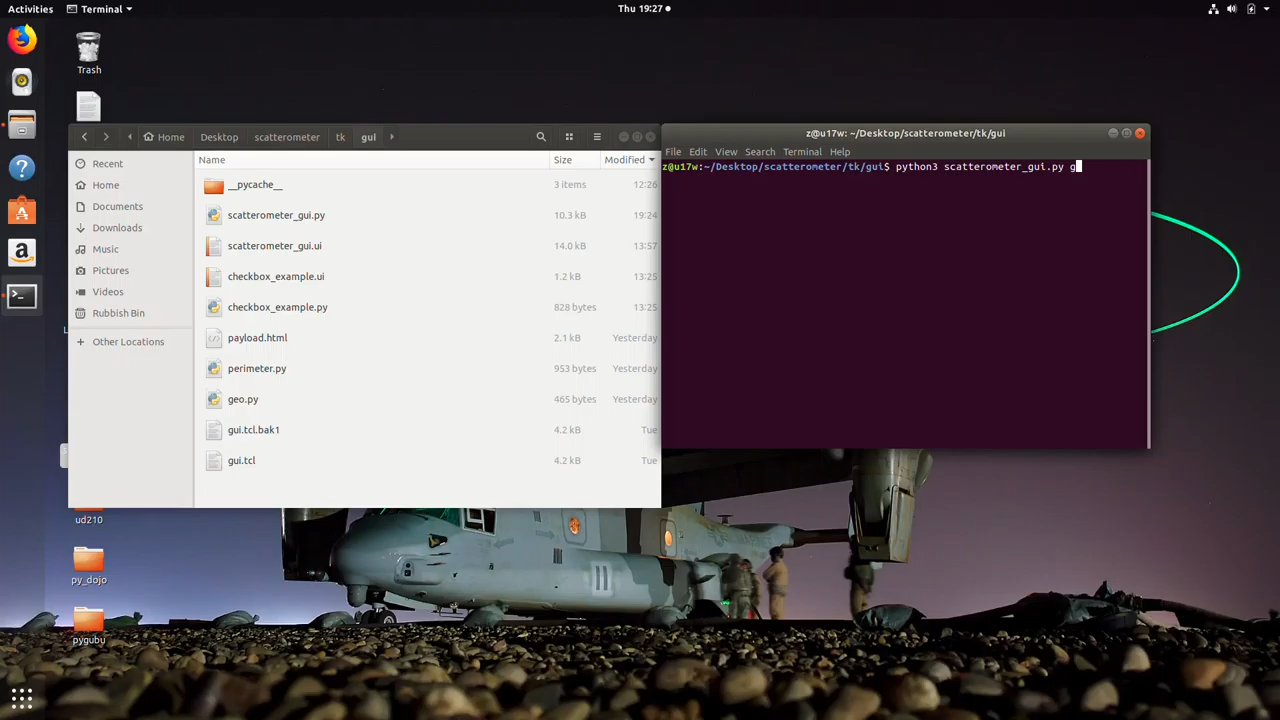 Activities
Terminal
Thu 19:27
Trash
Home
Desktop
scatterometer
tk
gui
Recent
Home
Documents
Downloads
Music
Pictures
Videos
Rubbish Bin
+ Other Locations
Name Size Modified
__pycache__ 3 items 12:26
scatterometer_gui.py 10.3 kB 19:24
scatterometer_gui.ui 14.0 kB 13:57
checkbox_example.ui 1.2 kB 13:25
checkbox_example.py 828 bytes 13:25
payload.html 2.1 kB Yesterday
perimeter.py 953 bytes Yesterday
geo.py 465 bytes Yesterday
gui.tcl.bak1 4.2 kB Tue
gui.tcl 4.2 kB Tue
z@u17w: ~/Desktop/scatterometer/tk/gui
File Edit View Search Terminal Help
z@u17w:~/Desktop/scatterometer/tk/gui$ python3 scatterometer_gui.py g
ud210
py_dojo
pygubu